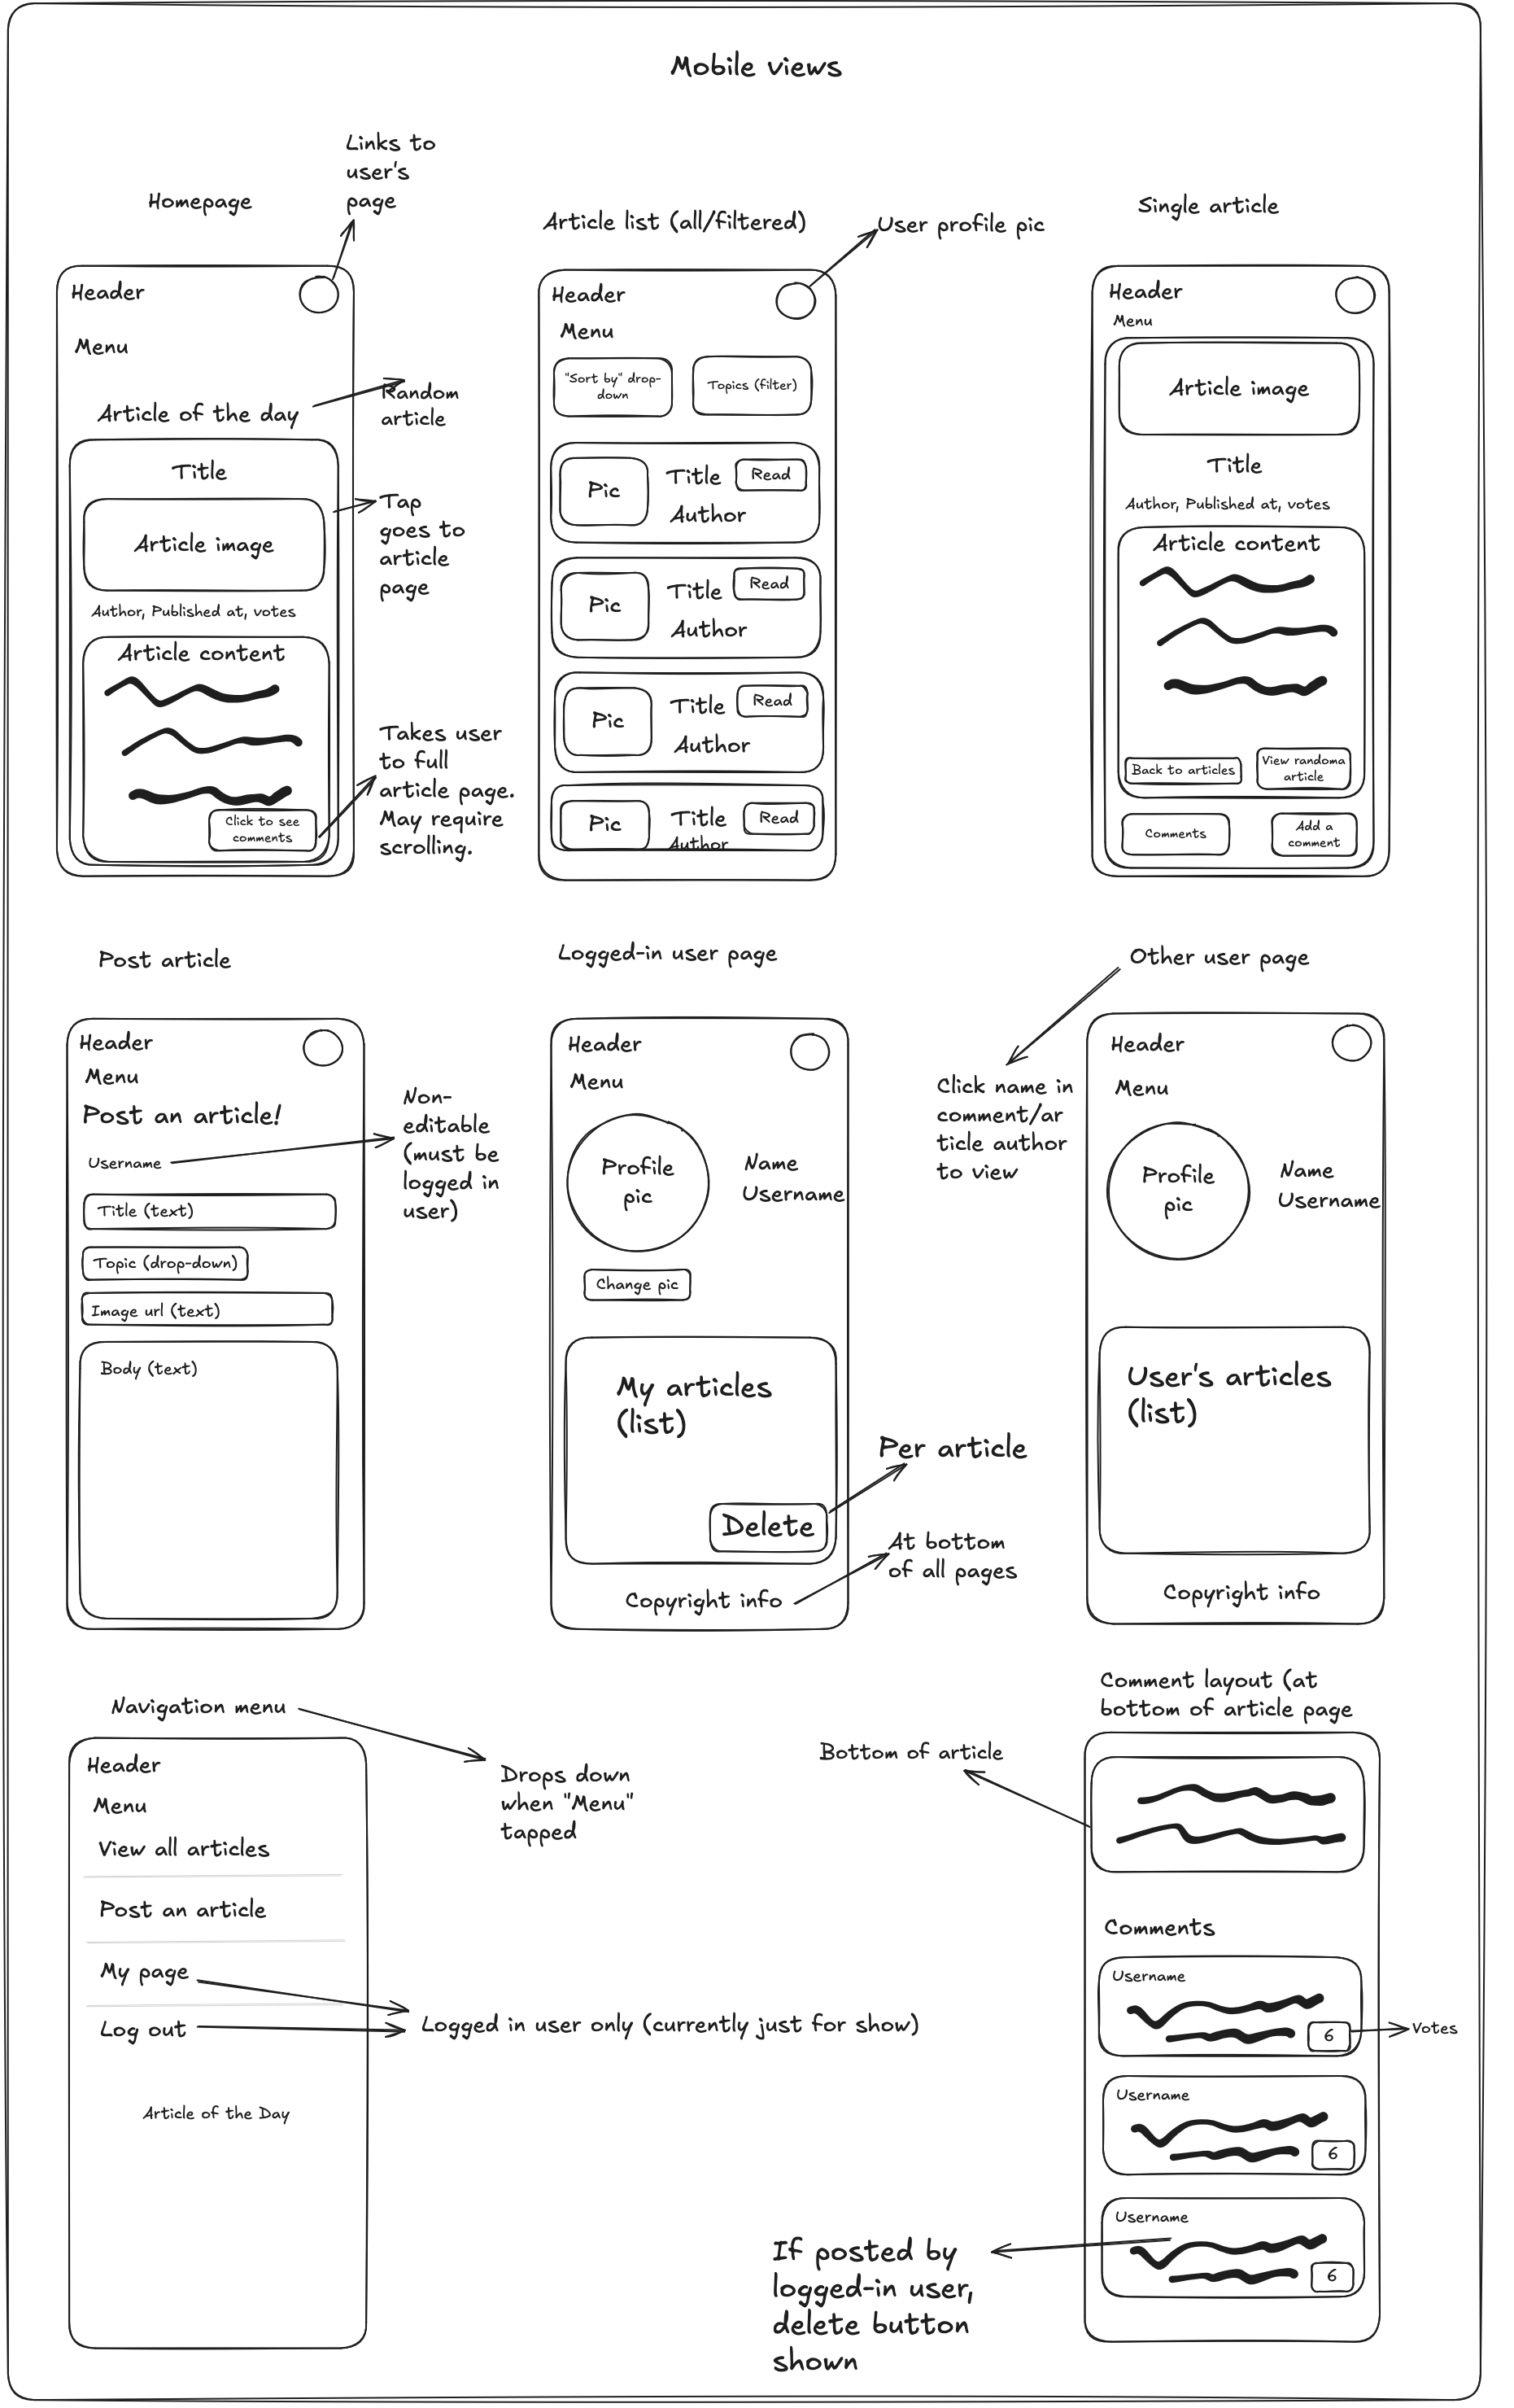 Mobile views
Homepage
Links to
user's
page
Header
Menu
Article of the day
Random
article
Title
Article image
Tap
goes to
article
page
Author, Published at, votes
Article content
Click to see
comments
Takes user
to full
article page.
May require
scrolling.
Article list (all/filtered)
User profile pic
Header
Menu
"Sort by" drop-
down
Topics (filter)
Pic
Title
Read
Author
Pic
Title
Read
Author
Pic
Title
Read
Author
Pic
Title
Read
Author
Single article
Header
Menu
Article image
Title
Author, Published at, votes
Article content
Back to articles
View randoma
article
Comments
Add a
comment
Post article
Header
Menu
Post an article!
Username
Non-
editable
(must be
logged in
user)
Title (text)
Topic (drop-down)
Image url (text)
Body (text)
Logged-in user page
Header
Menu
Profile
pic
Name
Username
Change pic
My articles
(list)
Delete
Per article
Copyright info
At bottom
of all pages
Other user page
Click name in
comment/ar
ticle author
to view
Header
Menu
Profile
pic
Name
Username
User's articles
(list)
Copyright info
Navigation menu
Drops down
when "Menu"
tapped
Header
Menu
View all articles
Post an article
My page
Log out
Logged in user only (currently just for show)
Article of the Day
Comment layout (at
bottom of article page
Bottom of article
Comments
Username
6
Votes
Username
6
Username
6
If posted by
logged-in user,
delete button
shown